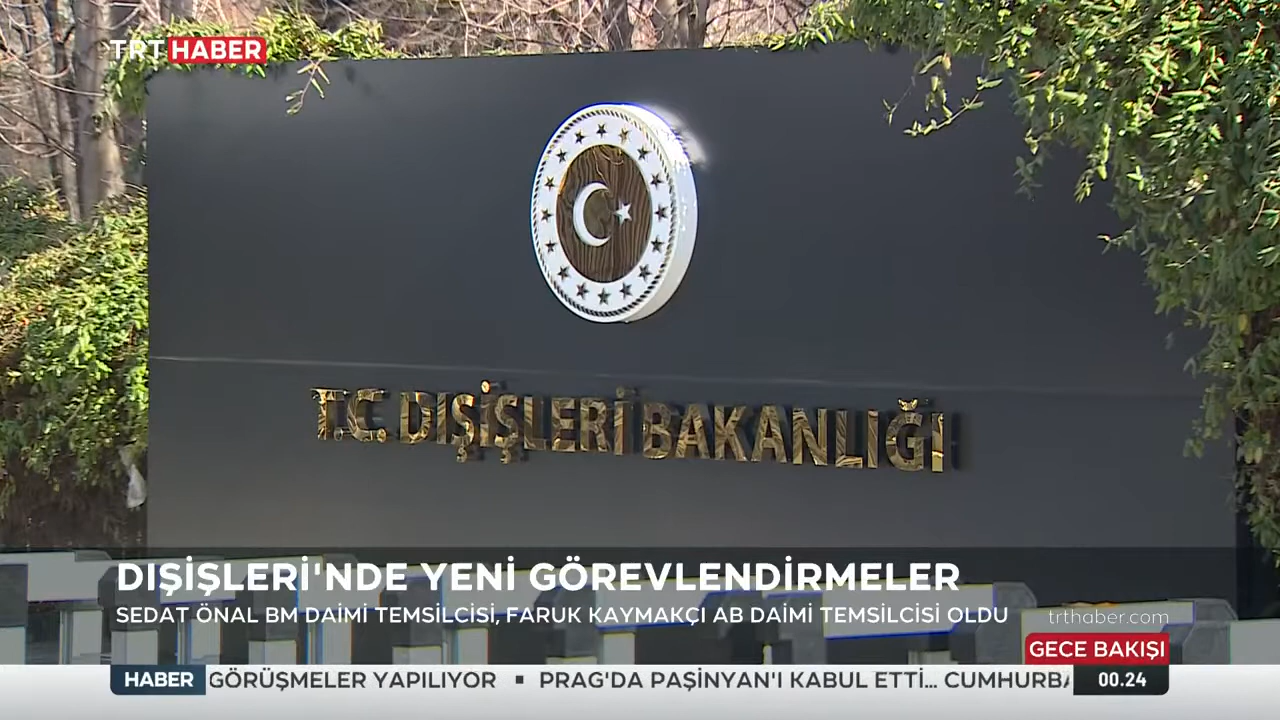 TRT HABER
T.C. DIŞİŞLERİ BAKANLIĞI
DIŞİŞLERİ'NDE YENİ GÖREVLENDİRMELER
SEDAT ÖNAL BM DAİMİ TEMSİLCİSİ, FARUK KAYMAKÇI AB DAİMİ TEMSİLCİSİ OLDU
trthaber.com
GECE BAKIŞI
HABER GÖRÜŞMELER YAPILIYOR ▪ PRAG'DA PAŞİNYAN'I KABUL ETTİ... CUMHURBA 00.24